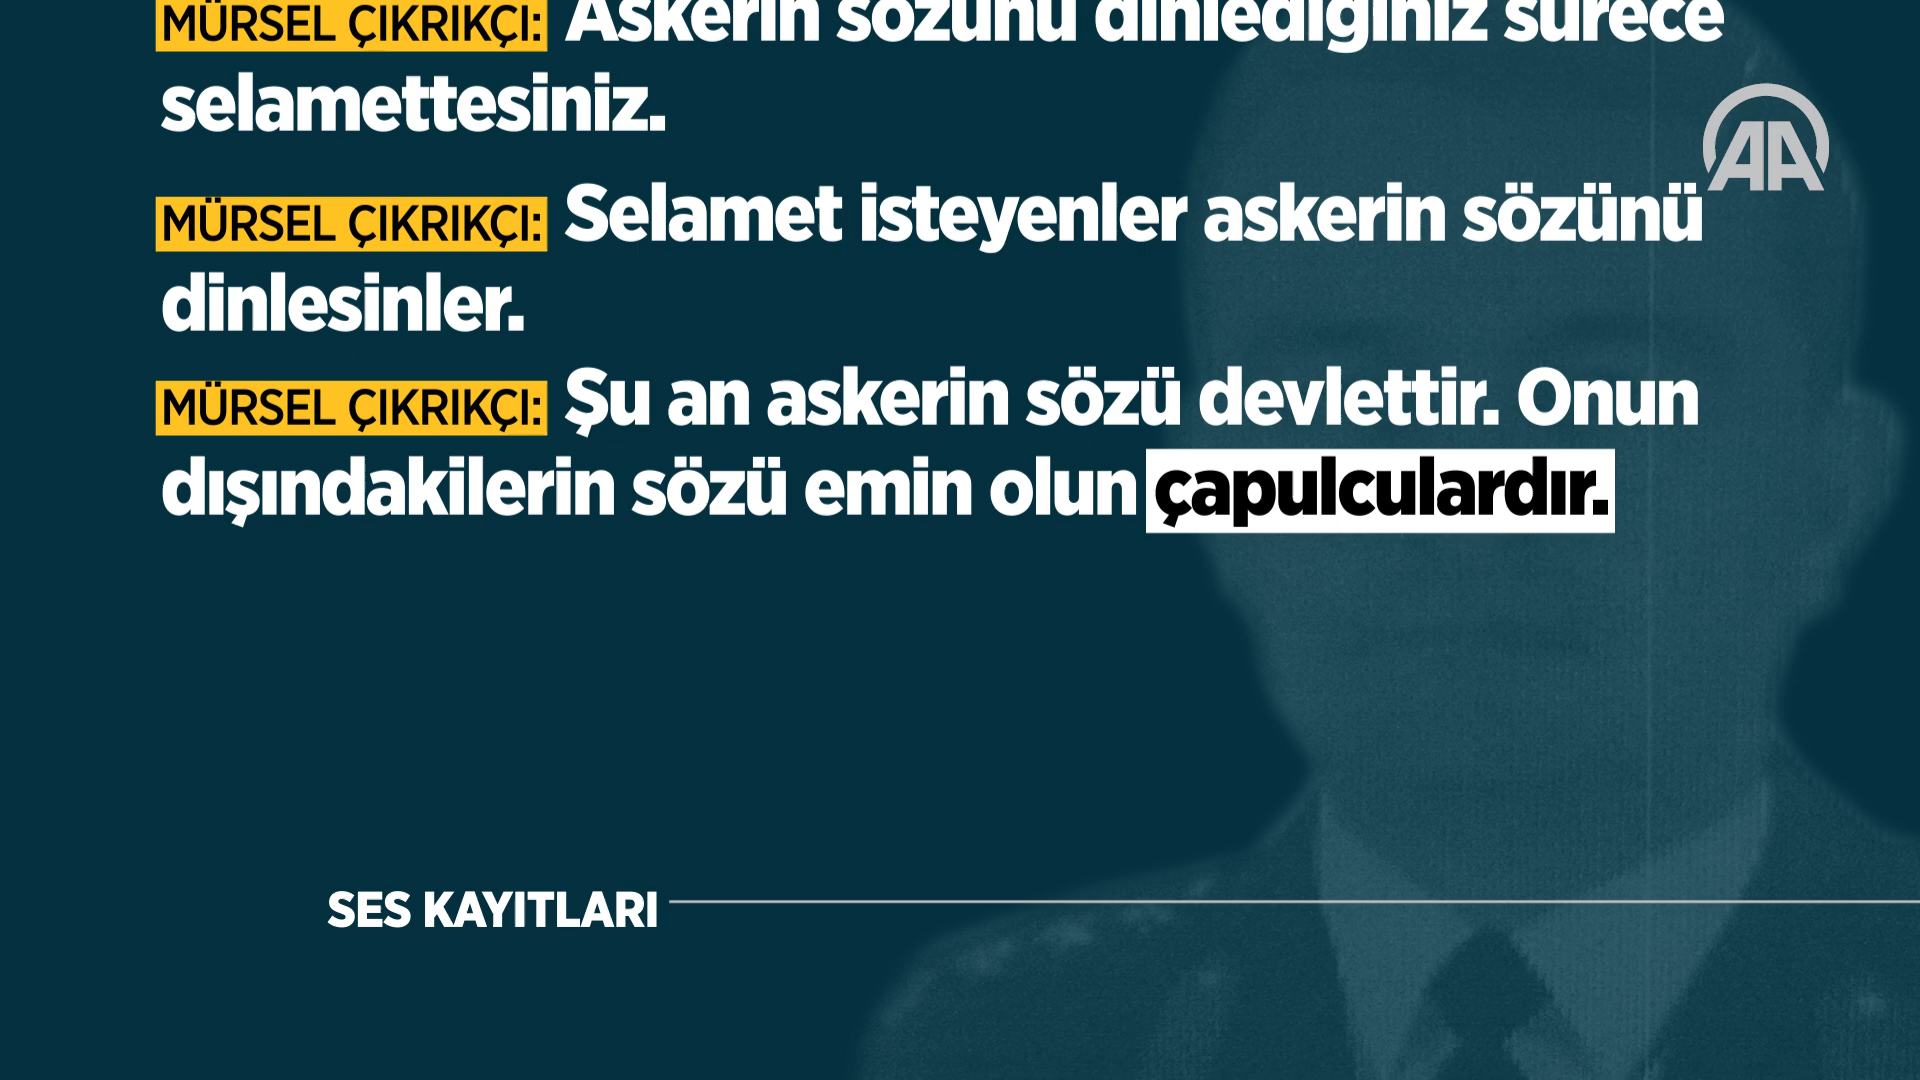 MÜRSEL ÇIKRIKÇI: Askerin sözünü dinlediğiniz sürece
selamettesiniz.
AA
MÜRSEL ÇIKRIKÇI: Selamet isteyenler askerin sözünü
dinlesinler.
MÜRSEL ÇIKRIKÇI: Şu an askerin sözü devlettir. Onun
dışındakilerin sözü emin olun çapulculardır.
SES KAYITLARI